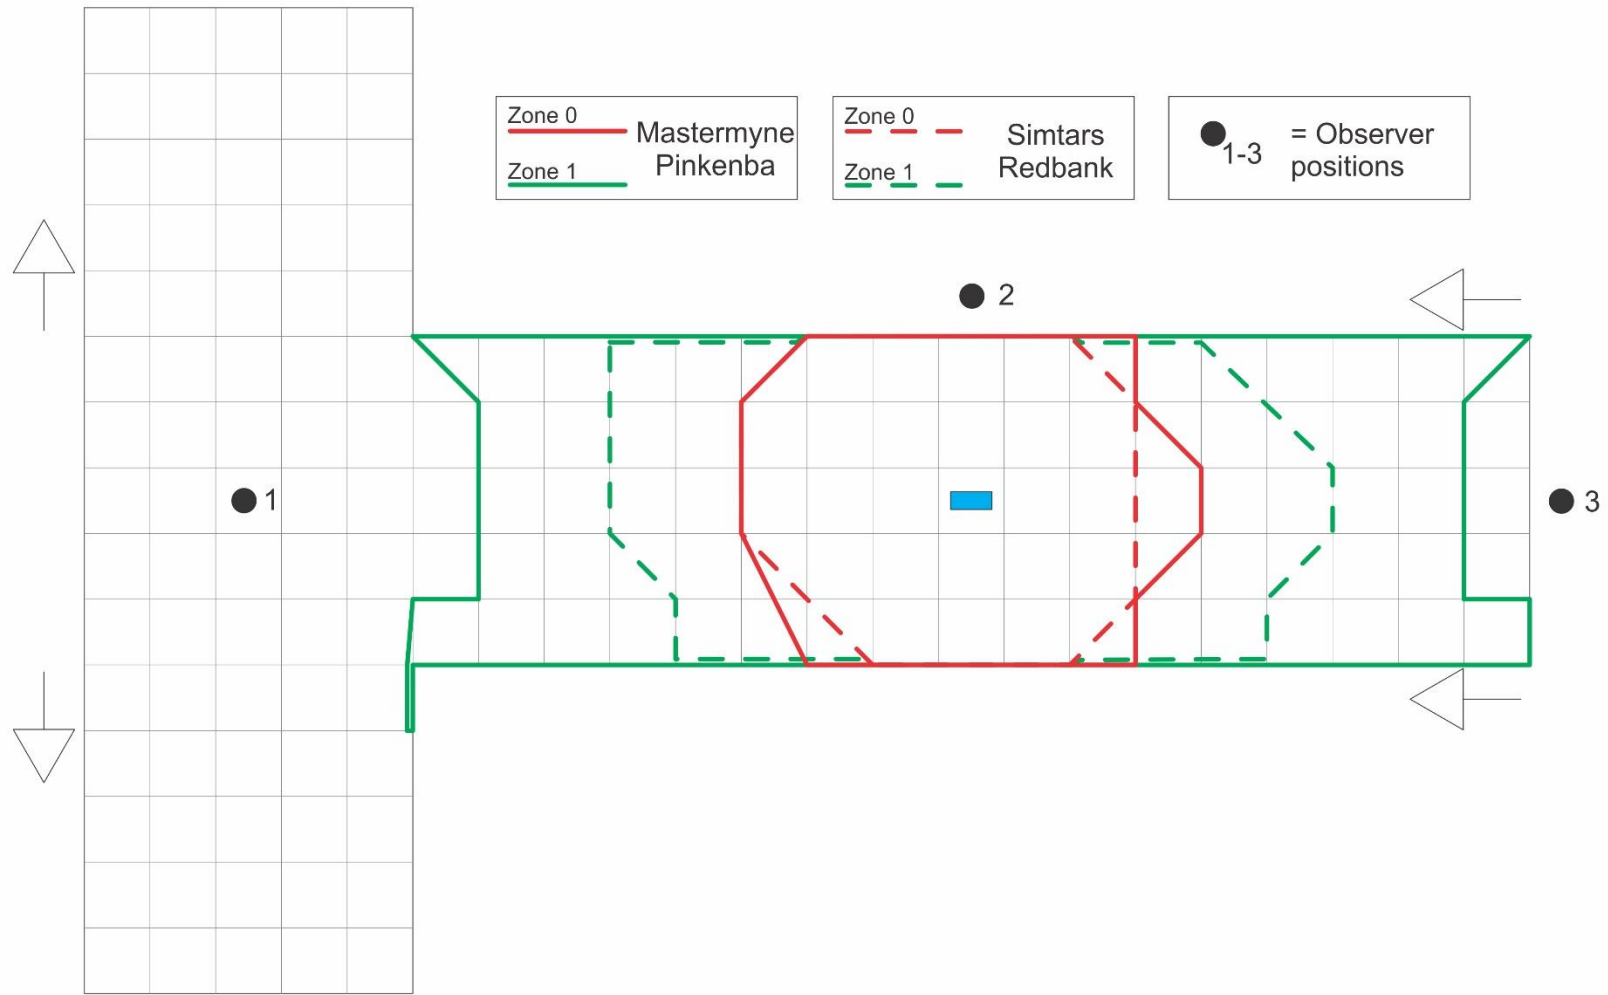 Zone 0
Mastermyne
Pinkenba
Zone 1
Zone 0
Simtars
Redbank
Zone 1
1-3
= Observer
positions
2
1
3